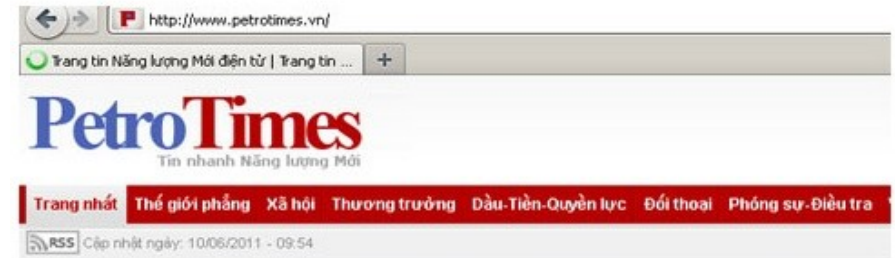 http://www.petrotimes.vn/
Trang tin Năng lượng Mới điện tử | Trang tin ...
PetroTimes
Tin nhanh Năng lượng Mới
Trang nhất Thế giới phẳng Xã hội Thương trường Dầu-Tiền-Quyền lực Đối thoại Phóng sự-Điều tra
RSS Cập nhật ngày: 10/06/2011 - 09:54